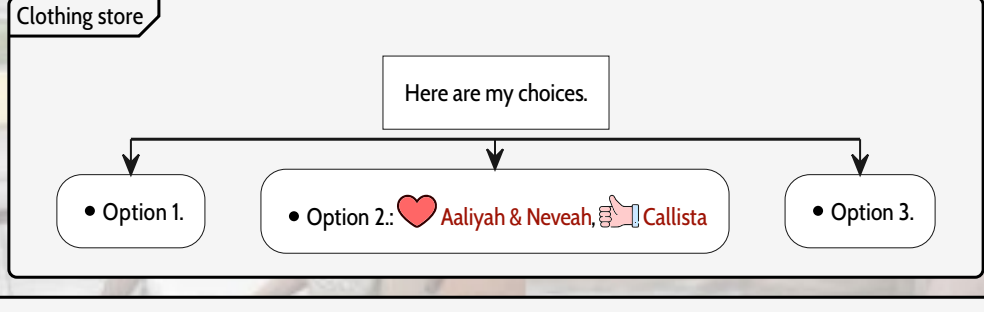 Clothing store
Here are my choices.
• Option 1.
• Option 2.: Aaliyah & Neveah, Callista
• Option 3.